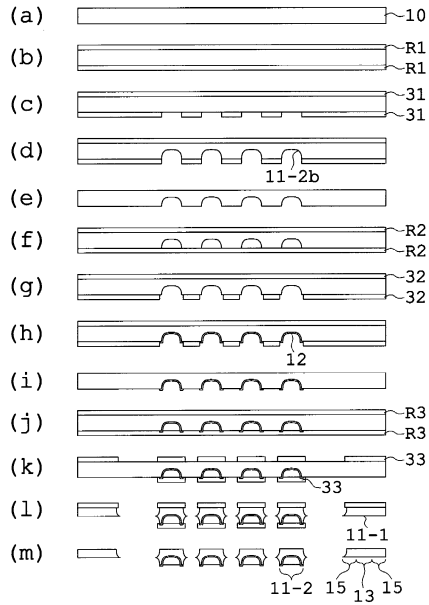 (a) 10
(b) R1
R1
(c) 31
31
(d)
11-2b
(e)
(f) R2
R2
(g) 32
32
(h)
12
(i)
(j) R3
R3
(k) 33
33
(l)
11-1
(m)
11-2
15 13 15